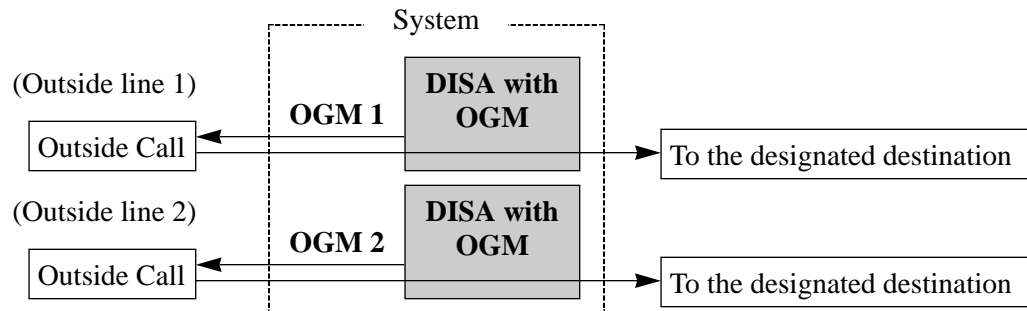 System
(Outside line 1)
DISA with
OGM
OGM 1
Outside Call
To the designated destination
(Outside line 2)
DISA with
OGM
OGM 2
Outside Call
To the designated destination